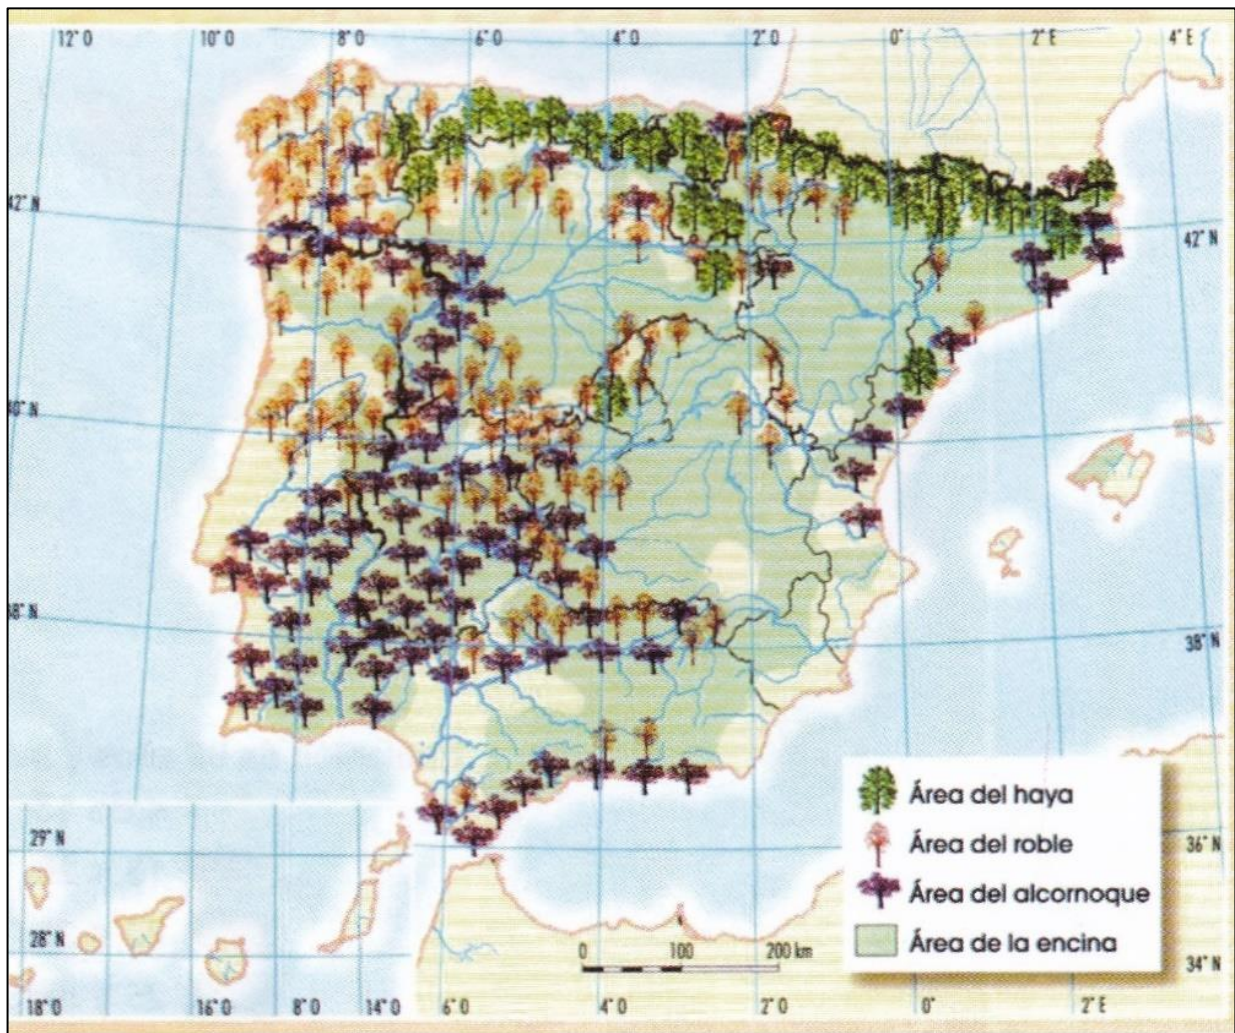 12° O 10° O 8° O 6° O 4° O 2° O 0° 2° E 4° E
42° N
42° N
40° N
38° N
38° N
36° N
34° N
29° N
28° N
18° O 16° O 14° O 6° O 4° O 2° O 0° 2° E
Área del haya
Área del roble
Área del alcornoque
Área de la encina
0 100 200 km